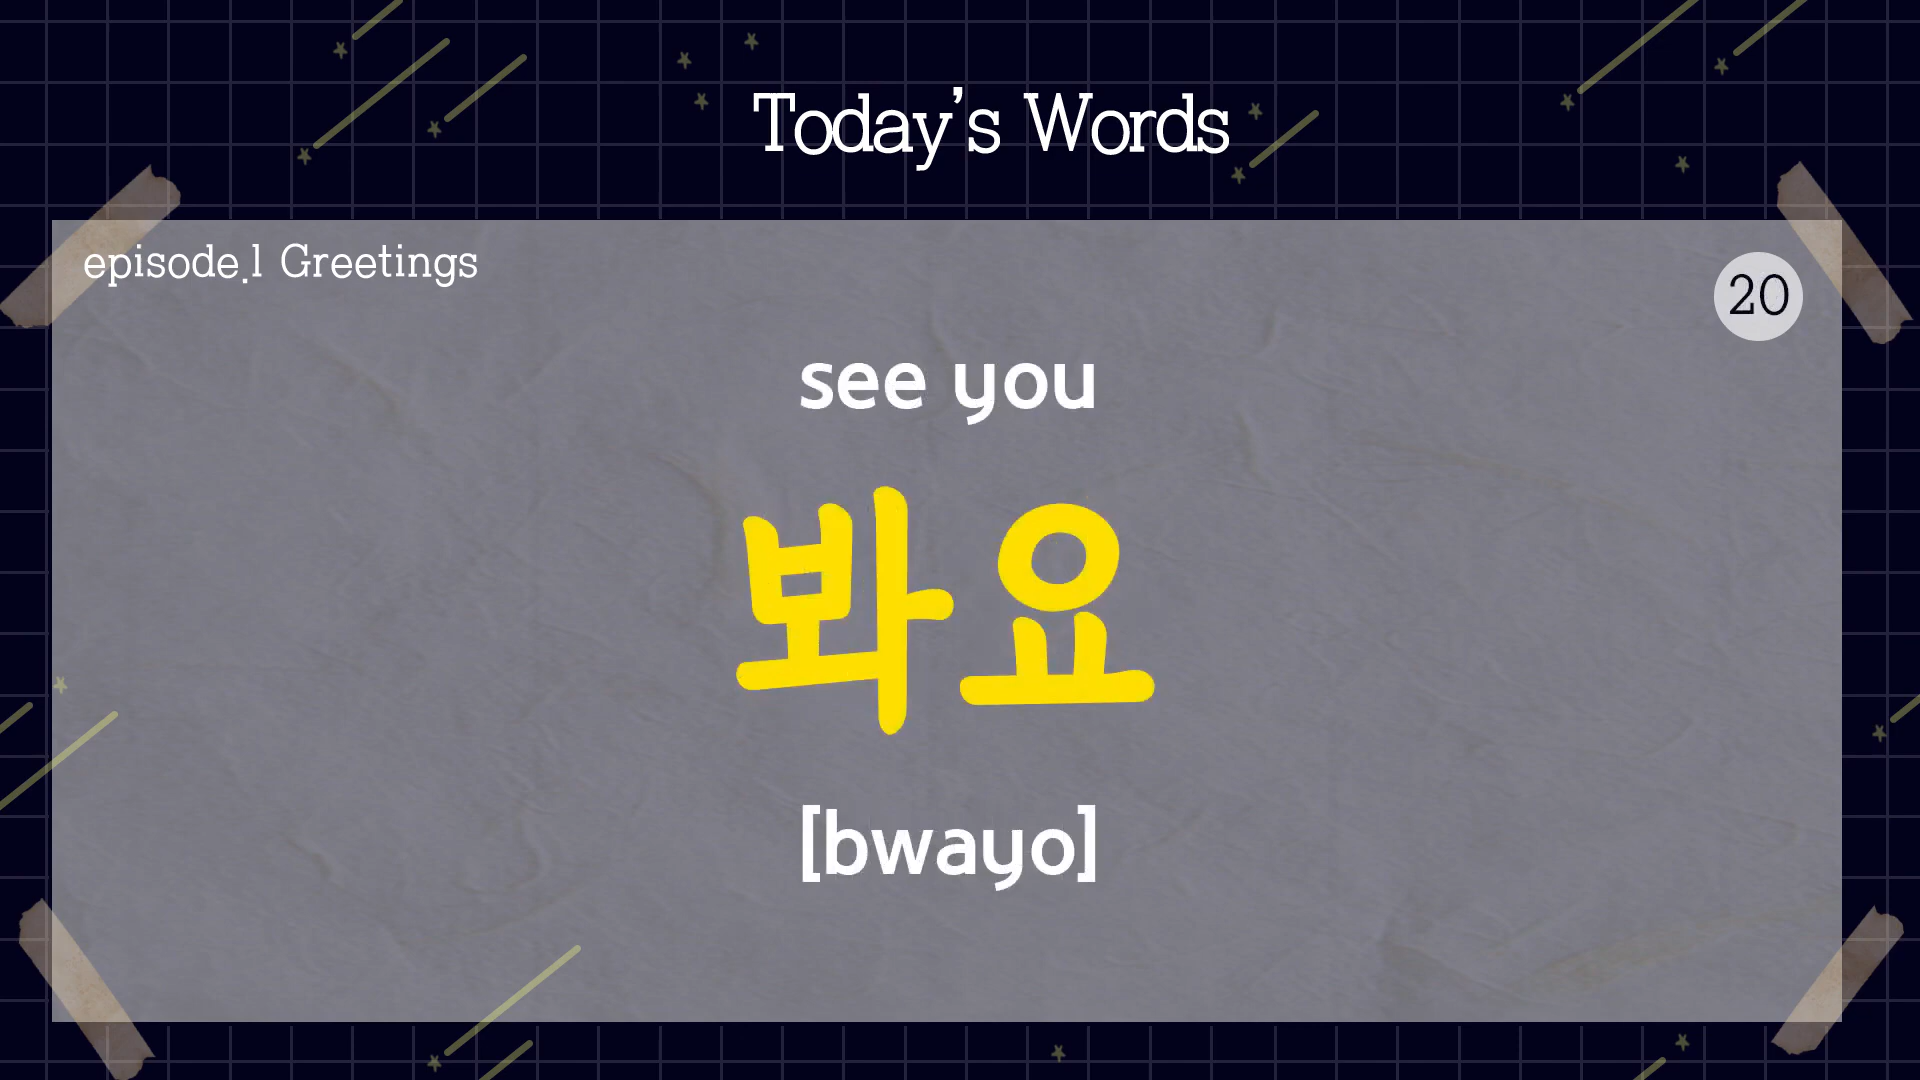 Today's Words
episode.1 Greetings
20
see you
봐요
[bwayo]